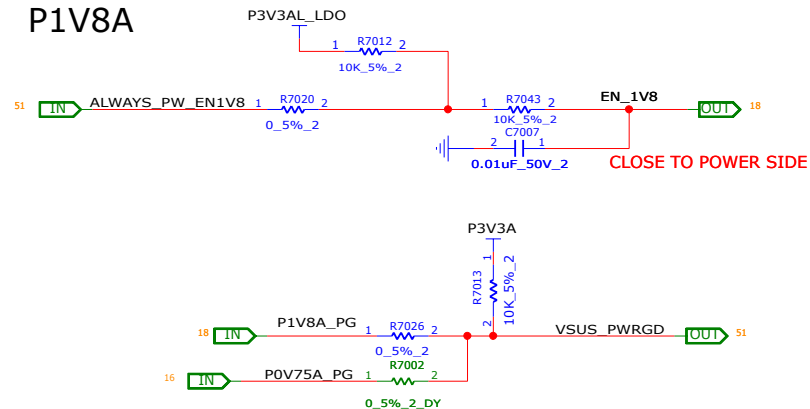 P1V8A
P3V3AL_LDO
1 R7012 2
10K_5%_2
51 IN ALWAYS_PW_EN1V8 1 R7020 2 1 R7043 2 EN_1V8 OUT 18
0_5%_2 10K_5%_2
C7007
2 1
0.01uF_50V_2 CLOSE TO POWER SIDE
P3V3A
1 R7013 2 10K_5%_2
18 IN P1V8A_PG 1 R7026 2 VSUS_PWRGD OUT 51
0_5%_2
16 IN P0V75A_PG 1 R7002 2
0_5%_2_DY